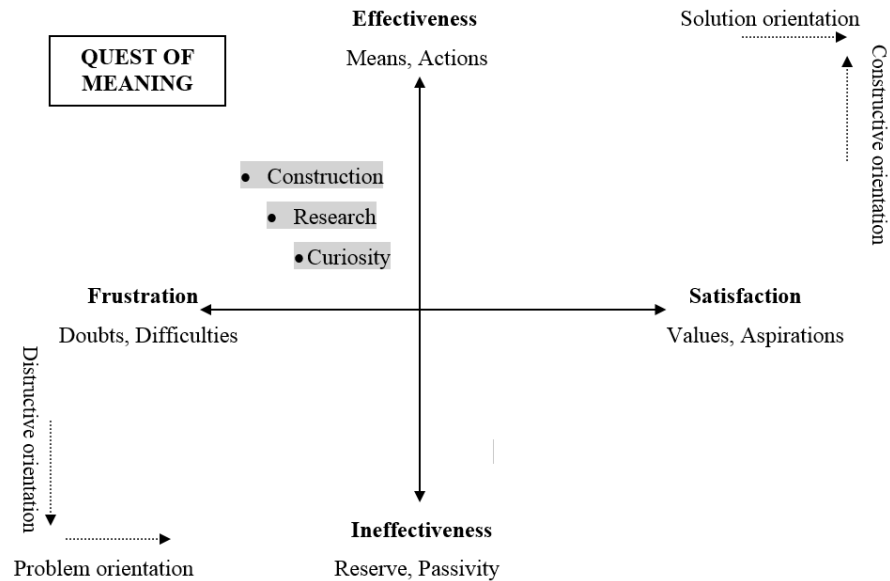 Effectiveness
Means, Actions
Solution orientation
Constructive orientation
QUEST OF
MEANING
• Construction
• Research
• Curiosity
Frustration
Doubts, Difficulties
Satisfaction
Values, Aspirations
Distructive orientation
Problem orientation
Ineffectiveness
Reserve, Passivity